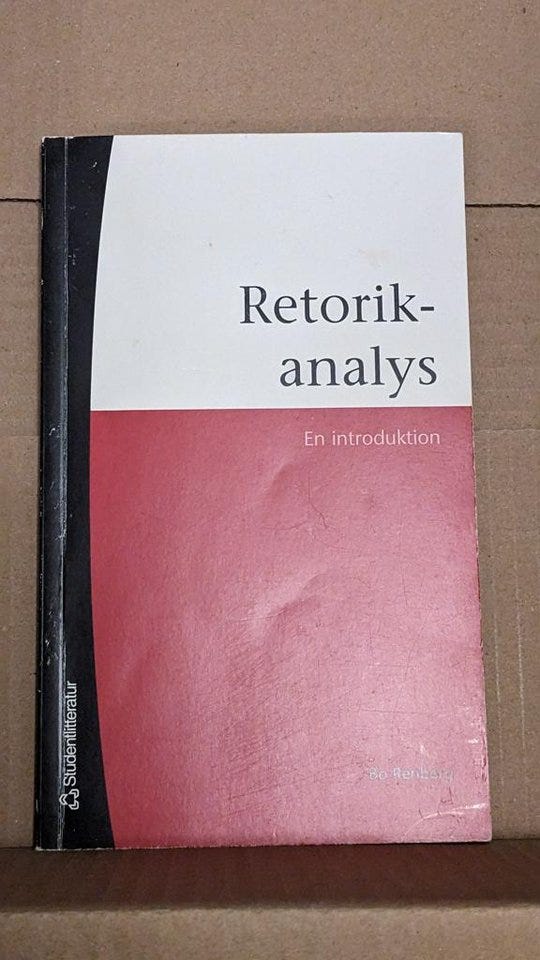 Retorik-
analys
En introduktion
Bo Renberg
Studentlitteratur